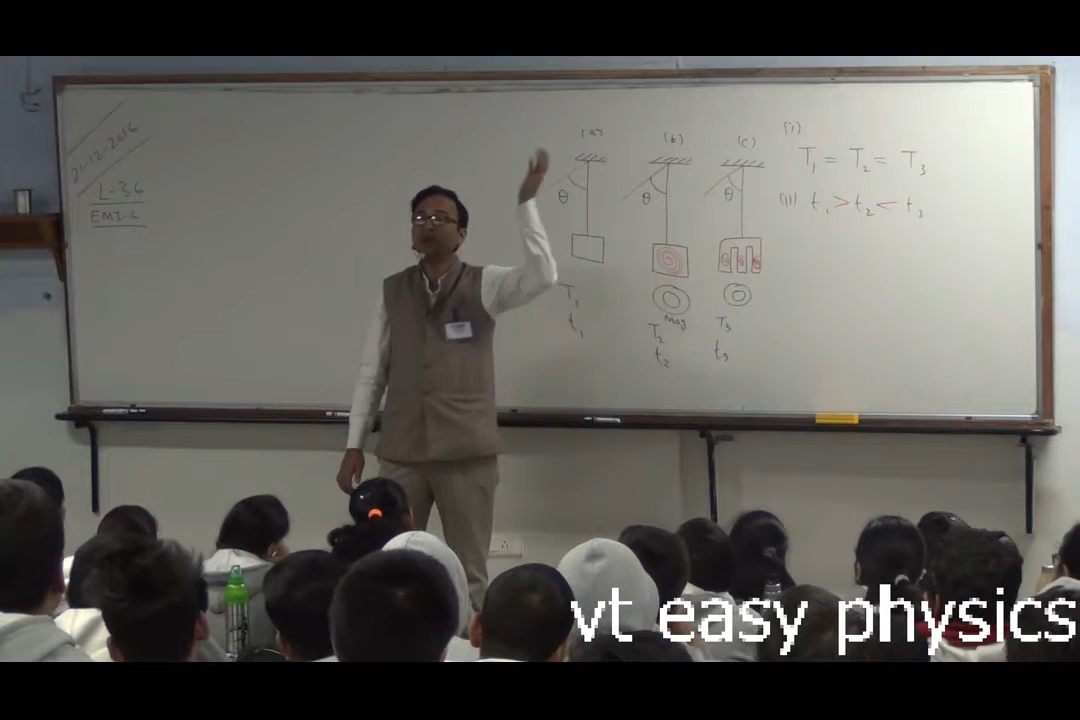 21-12-2016
L-36
EMI-L
(a) (b) (c)
θ θ θ
T₁
t₁
Mag
T₂
t₂
T₃
t₃
(i)
T₁ = T₂ = T₃
(ii) t₁ > t₂ < t₃
vt easy physics